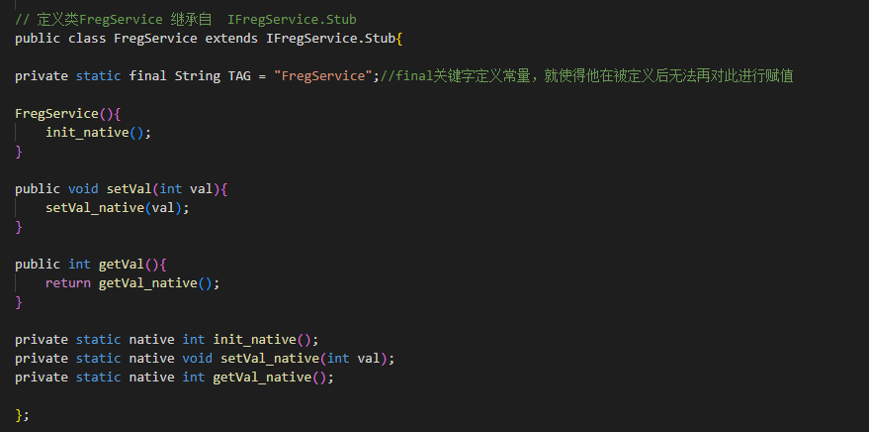 // 定义类FregService 继承自  IFregService.Stub
public class FregService extends IFregService.Stub{
private static final String TAG = "FregService";//final关键字定义常量，就使得他在被定义后无法再对此进行赋值
FregService(){
    init_native();
}
public void setVal(int val){
    setVal_native(val);
}
public int getVal(){
    return getVal_native();
}
private static native int init_native();
private static native void setVal_native(int val);
private static native int getVal_native();
};